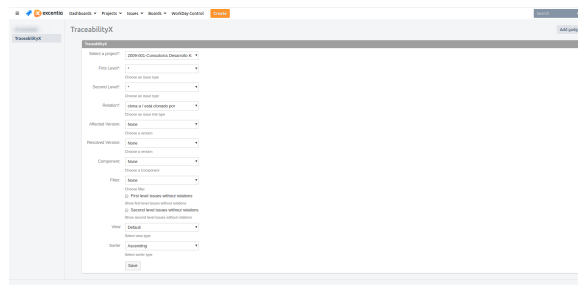 excentia Dashboards Projects Issues Boards WorkDay Control Create Search
TraceabilityX
TraceabilityX Add gadget
TraceabilityX
Select a project* 2009-001-Consultoria Desarrollo K
First Level* *
Choose an issue type
Second Level* *
Choose an issue type
Relation* clona a / está clonado por
Choose an issue link type
Affected Version None
Choose a version
Resolved Version None
Choose a version
Component None
Choose a Component
Filter None
Choose filter
First level issues without relations
Show first level issues without relations
Second level issues without relations
Show second level issues without relations
View Default
Select view type
Sorter Ascending
Select sorter type
Save